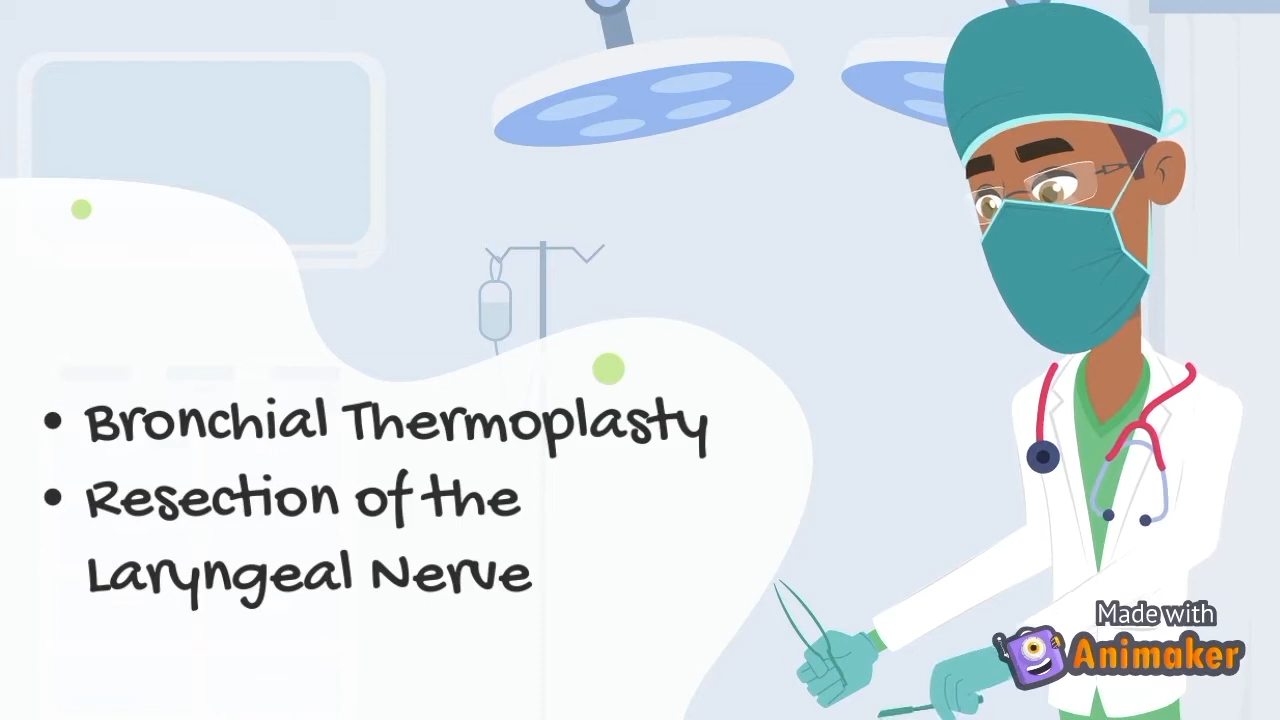 • Bronchial Thermoplasty
• Resection of the
Laryngeal Nerve
Made with
Animaker